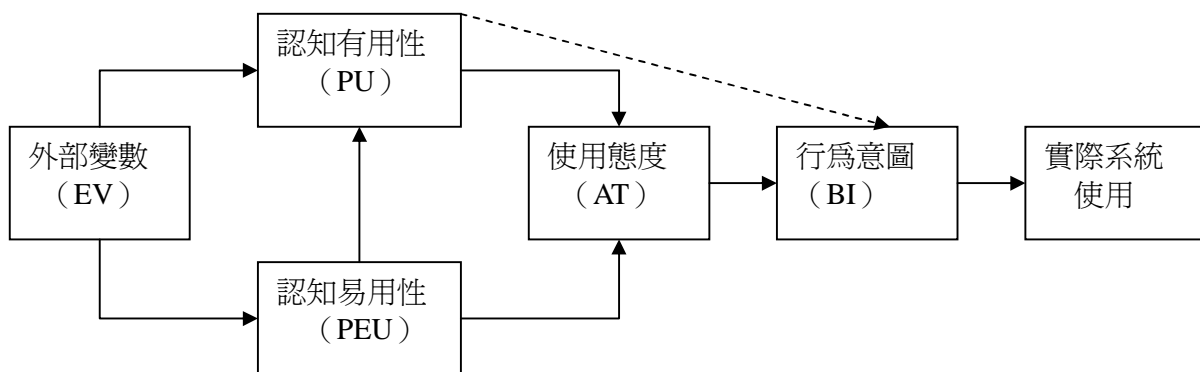 認知有用性
（PU）
外部變數
（EV）
使用態度
（AT）
行為意圖
（BI）
實際系統
使用
認知易用性
（PEU）